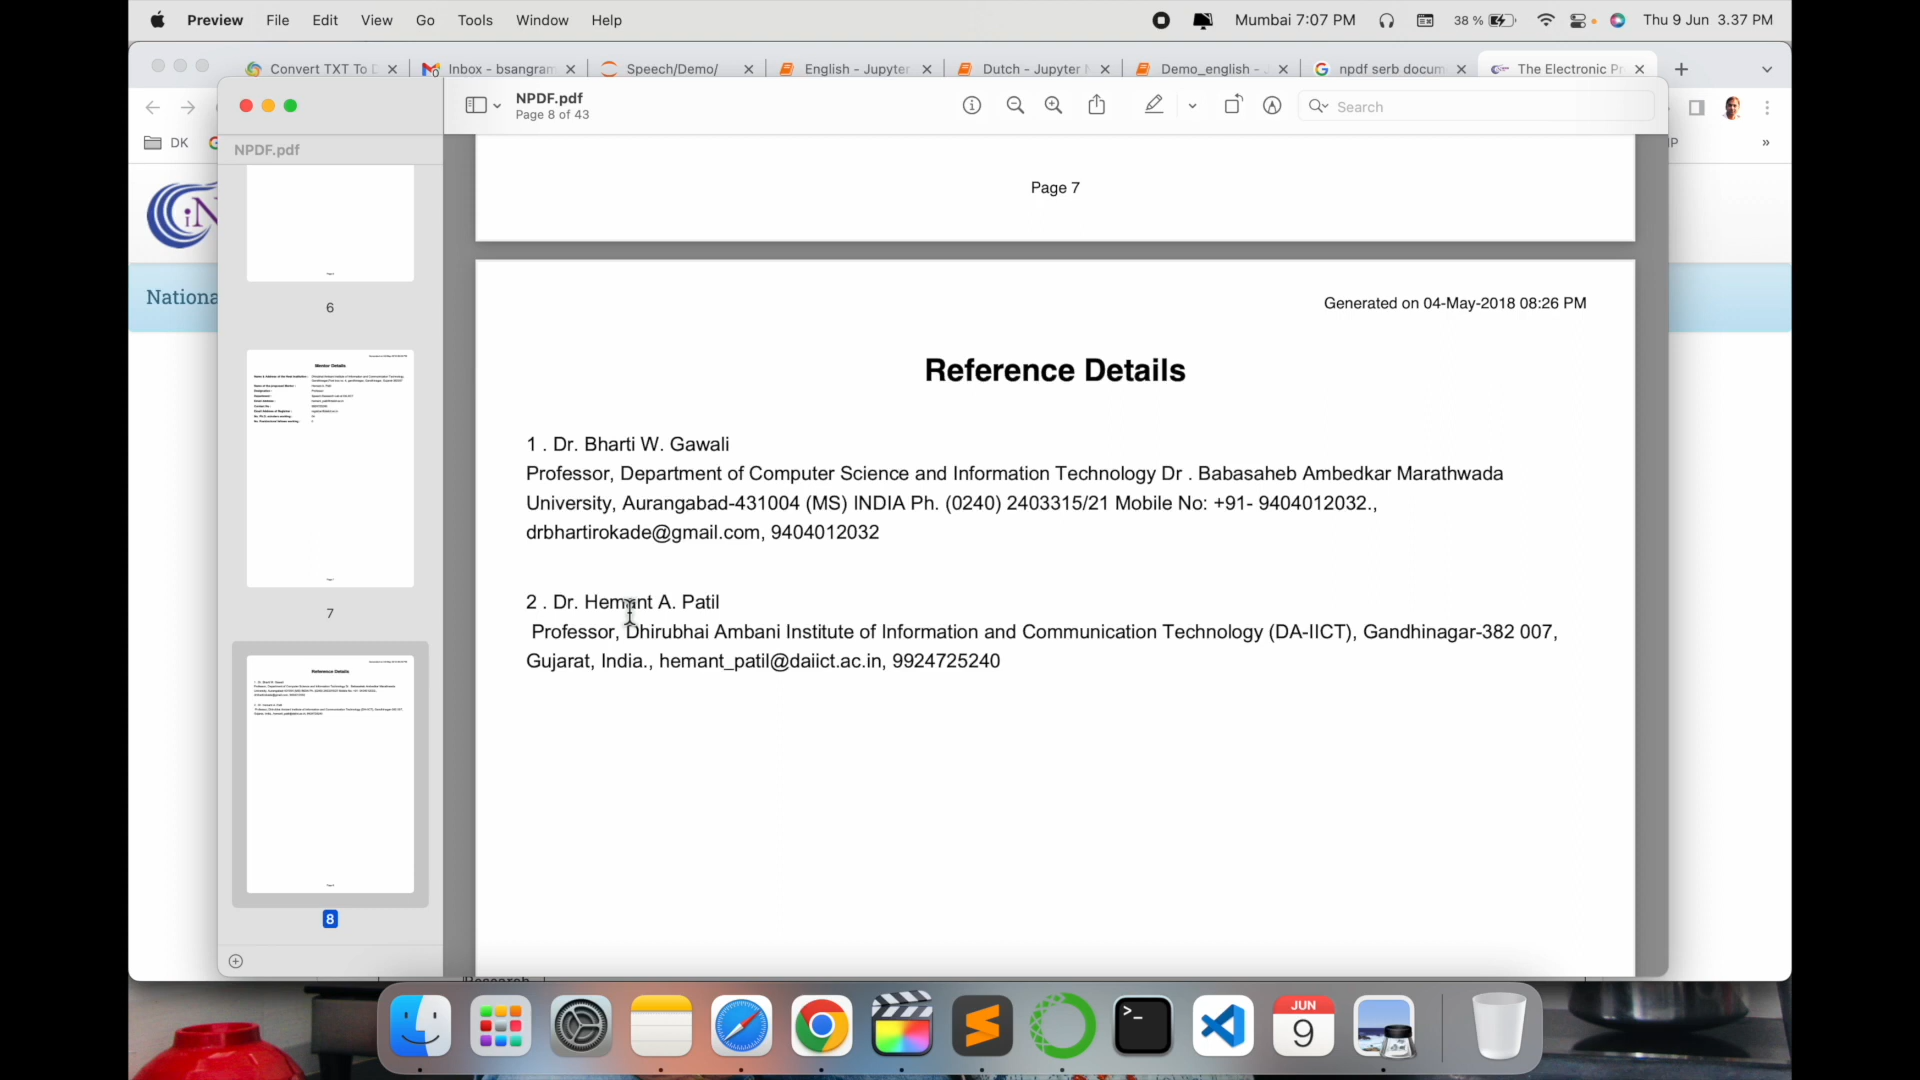 Preview File Edit View Go Tools Window Help
Mumbai 7:07 PM 38 % Thu 9 Jun 3.37 PM
Convert TXT To D
Inbox - bsangram
Speech/Demo/
English - Jupyter
Dutch - Jupyter
Demo_english -
npdf serb docum
The Electronic Pr
NPDF.pdf
Page 8 of 43
Search
DK
NPDF.pdf
Nationa
6
Mentor Details
7
Reference Details
8
Page 7
Generated on 04-May-2018 08:26 PM
Reference Details
1 . Dr. Bharti W. Gawali
Professor, Department of Computer Science and Information Technology Dr . Babasaheb Ambedkar Marathwada
University, Aurangabad-431004 (MS) INDIA Ph. (0240) 2403315/21 Mobile No: +91- 9404012032.,
drbhartirokade@gmail.com, 9404012032
2 . Dr. Hemant A. Patil
Professor, Dhirubhai Ambani Institute of Information and Communication Technology (DA-IICT), Gandhinagar-382 007,
Gujarat, India., hemant_patil@daiict.ac.in, 9924725240
JUN
9